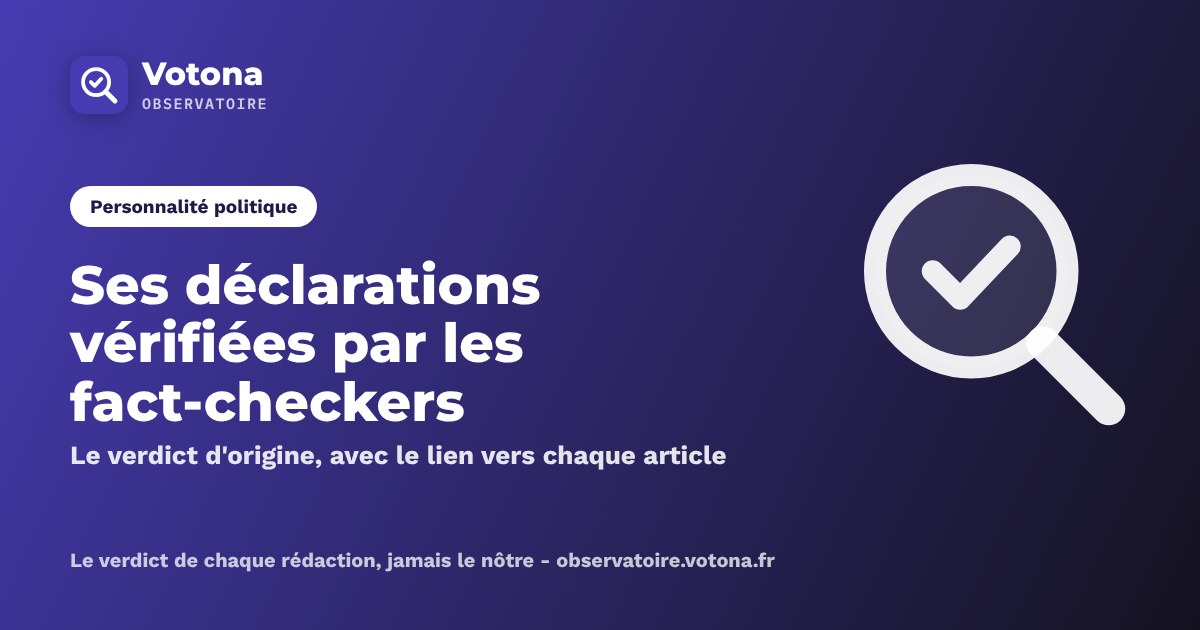 Votona
OBSERVATOIRE
Personnalité politique
Ses déclarations
vérifiées par les
fact-checkers
Le verdict d'origine, avec le lien vers chaque article
Le verdict de chaque rédaction, jamais le nôtre - observatoire.votona.fr